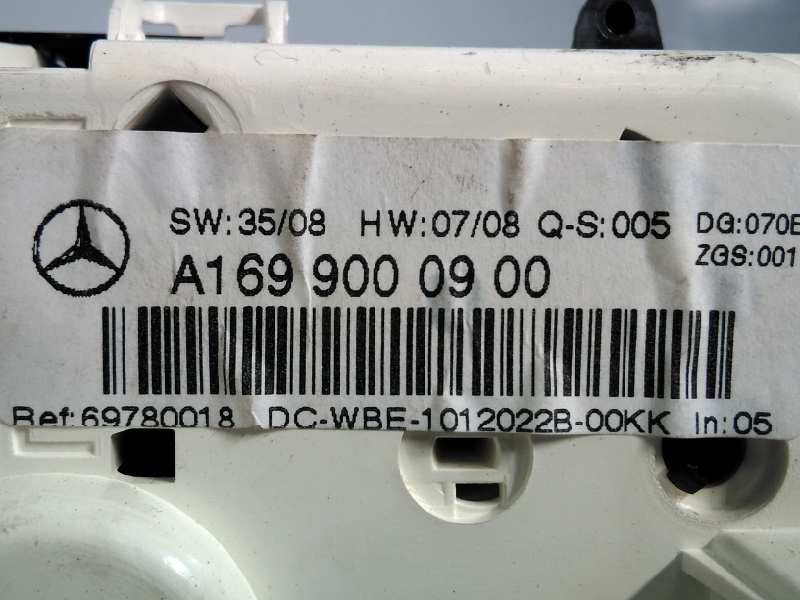 SW:35/08 HW:07/08 Q-S:005 DG:070E
ZGS:001
A169 900 09 00
Ref:69780018 DC-WBE-1012022B-00KK In:05